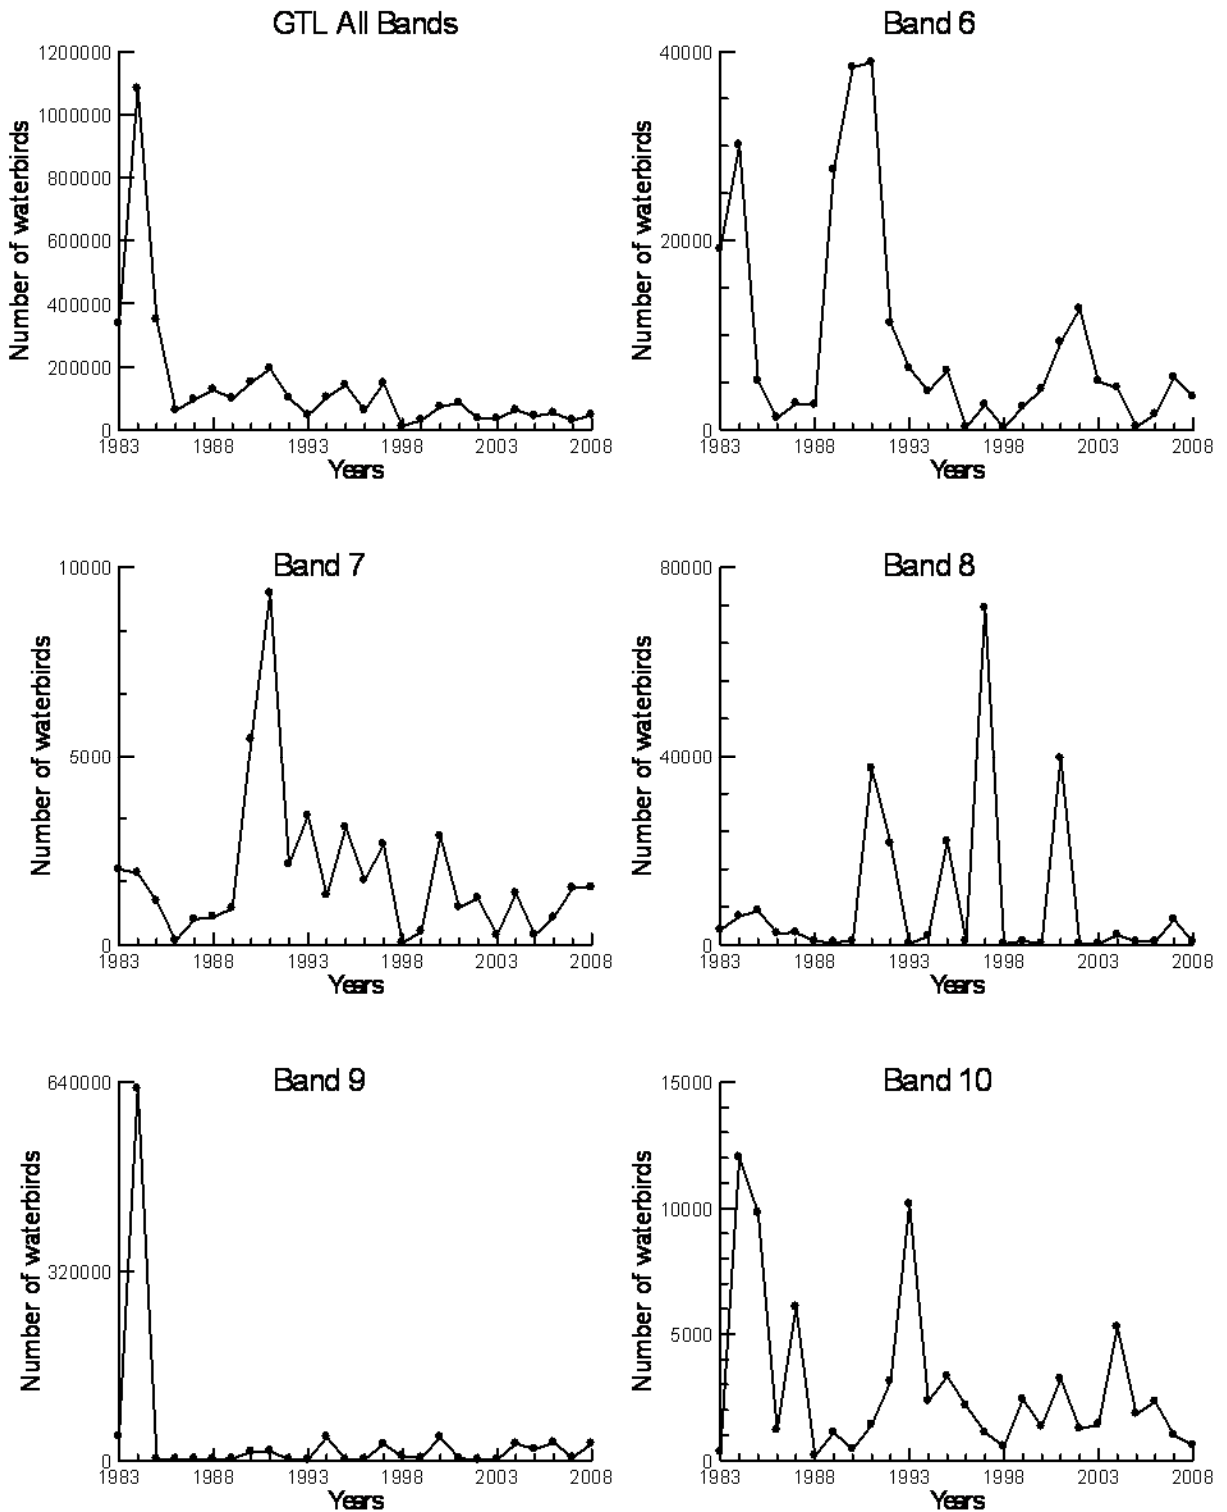 GTL All Bands
1200000
1000000
800000
600000
400000
200000
0
Number of waterbirds
1983 1988 1993 1998 2003 2008
Years
Band 6
40000
20000
0
Number of waterbirds
1983 1988 1993 1998 2003 2008
Years
Band 7
10000
5000
0
Number of waterbirds
1983 1988 1993 1998 2003 2008
Years
Band 8
80000
40000
0
Number of waterbirds
1983 1988 1993 1998 2003 2008
Years
Band 9
640000
320000
0
Number of waterbirds
1983 1988 1993 1998 2003 2008
Years
Band 10
15000
10000
5000
0
Number of waterbirds
1983 1988 1993 1998 2003 2008
Years